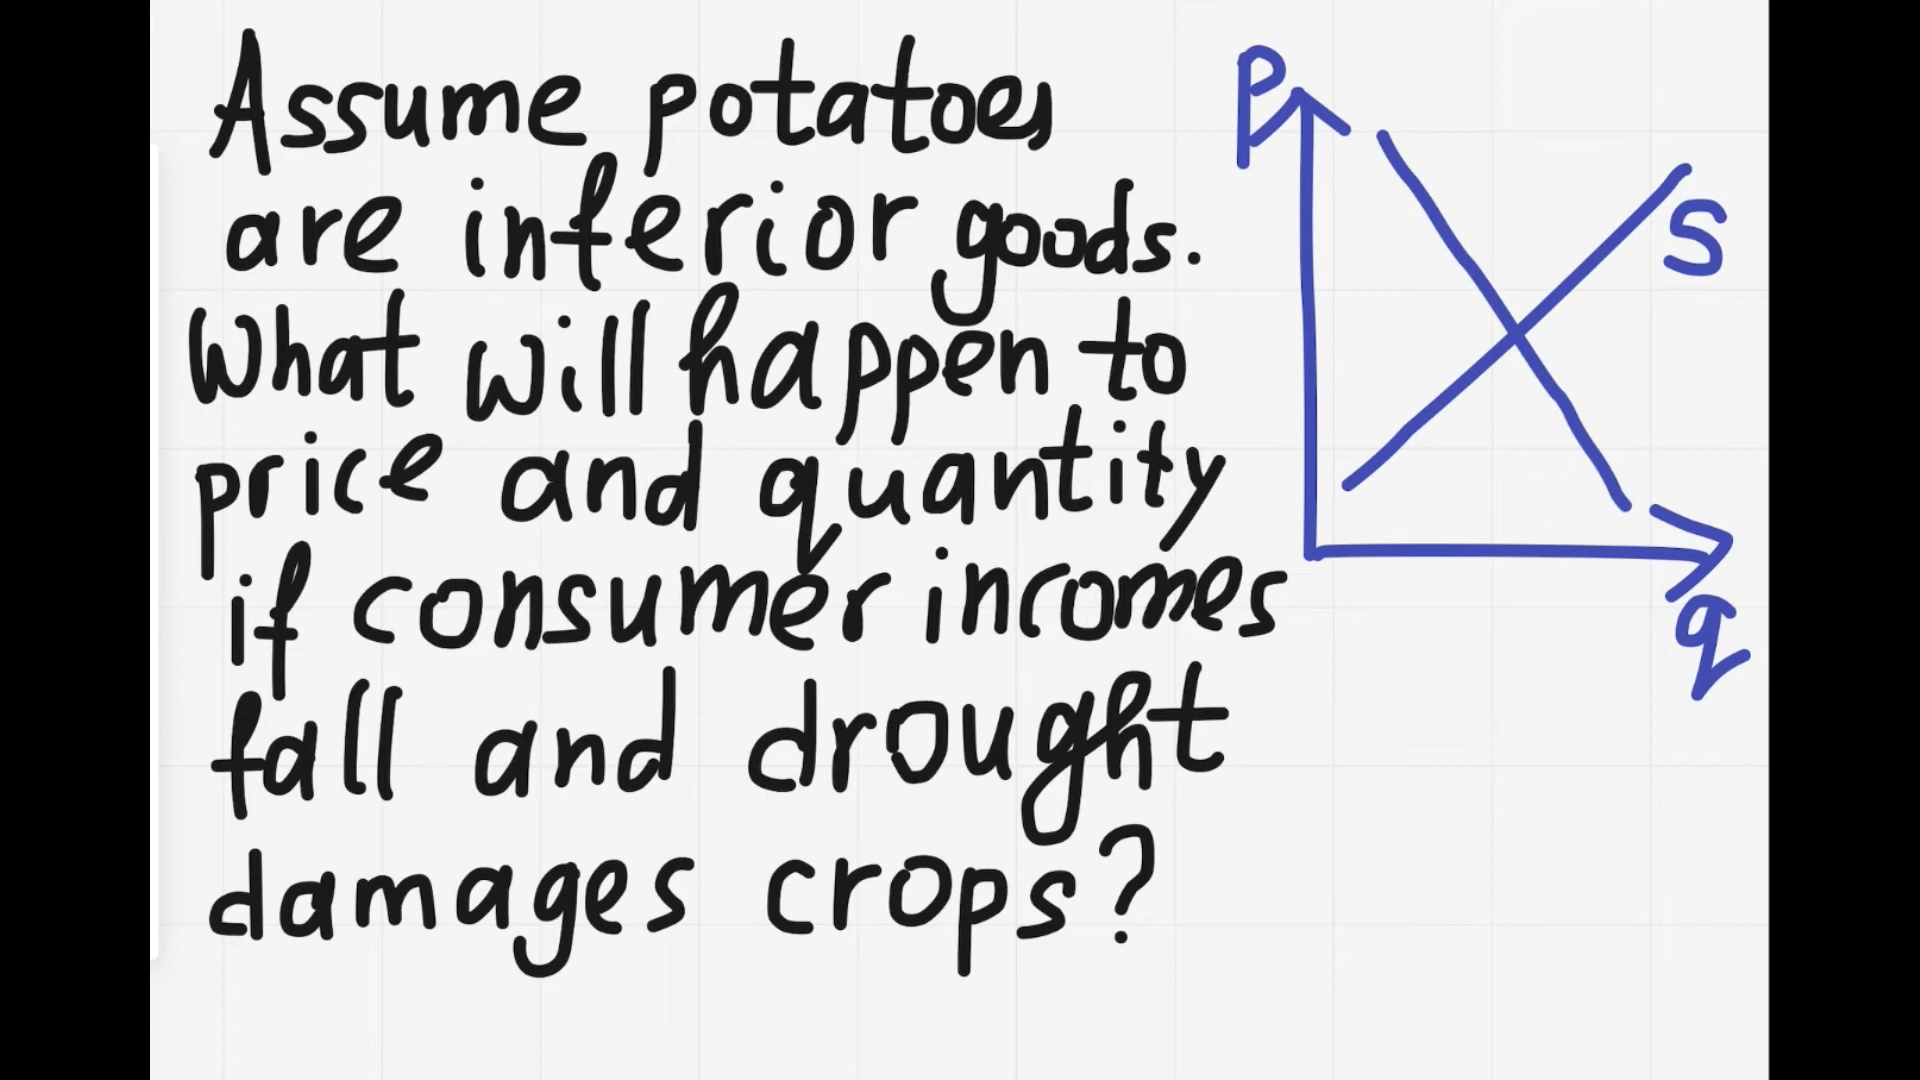 Assume potatoes
are inferior goods.
What will happen to
price and quantity
if consumer incomes
fall and drought
damages crops?
P
S
q